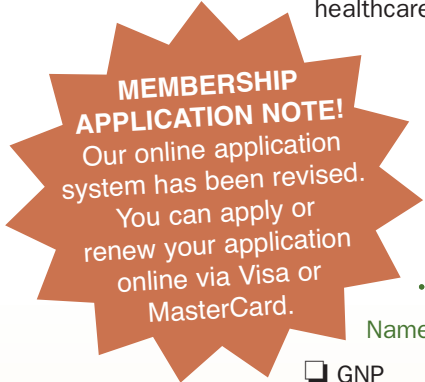 healthcare
MEMBERSHIP
APPLICATION NOTE!
Our online application
system has been revised.
You can apply or
renew your application
online via Visa or
MasterCard.
Name
❏ GNP